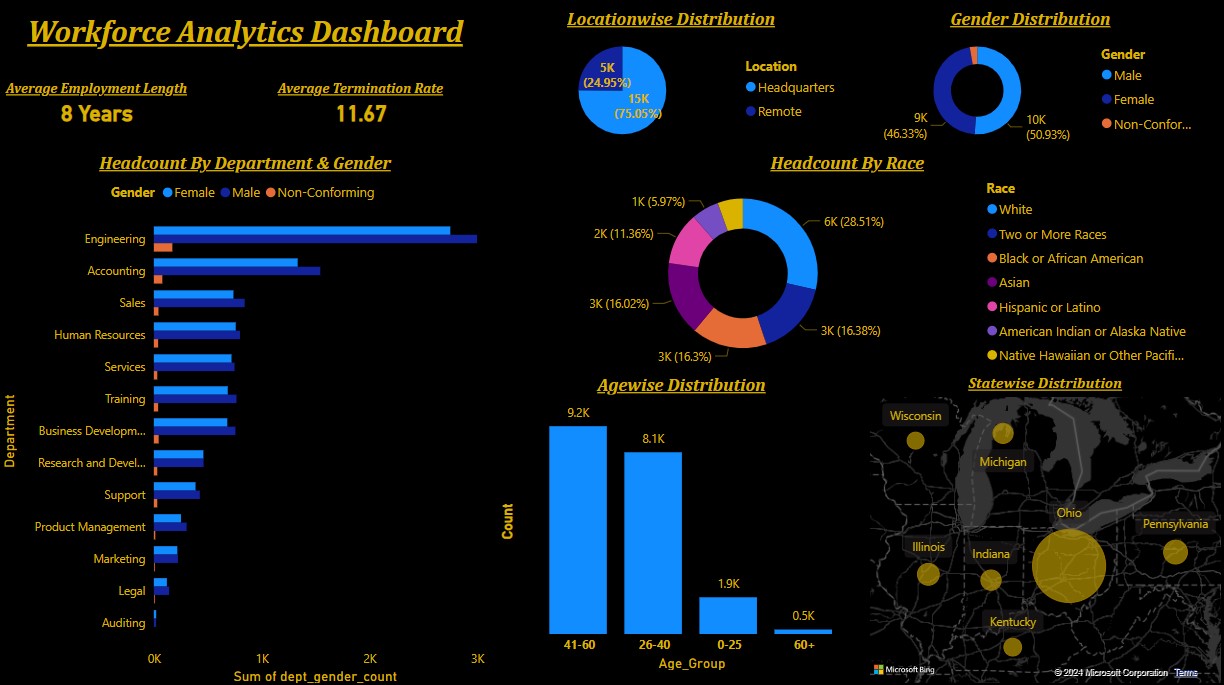 Workforce Analytics Dashboard
Average Employment Length
8 Years
Average Termination Rate
11.67
Locationwise Distribution
5K
(24.95%)
15K
(75.05%)
Location
Headquarters
Remote
Gender Distribution
9K
(46.33%)
10K
(50.93%)
Gender
Male
Female
Non-Confor...
Headcount By Department & Gender
Gender Female Male Non-Conforming
Department
Engineering
Accounting
Sales
Human Resources
Services
Training
Business Developm...
Research and Devel...
Support
Product Management
Marketing
Legal
Auditing
0K 1K 2K 3K
Sum of dept_gender_count
Headcount By Race
1K (5.97%)
6K (28.51%)
2K (11.36%)
3K (16.02%)
3K (16.38%)
3K (16.3%)
Race
White
Two or More Races
Black or African American
Asian
Hispanic or Latino
American Indian or Alaska Native
Native Hawaiian or Other Pacifi...
Agewise Distribution
Count
9.2K
8.1K
1.9K
0.5K
41-60 26-40 0-25 60+
Age_Group
Statewise Distribution
Wisconsin
Michigan
Ohio
Pennsylvania
Illinois
Indiana
Kentucky
Microsoft Bing
© 2024 Microsoft Corporation Terms